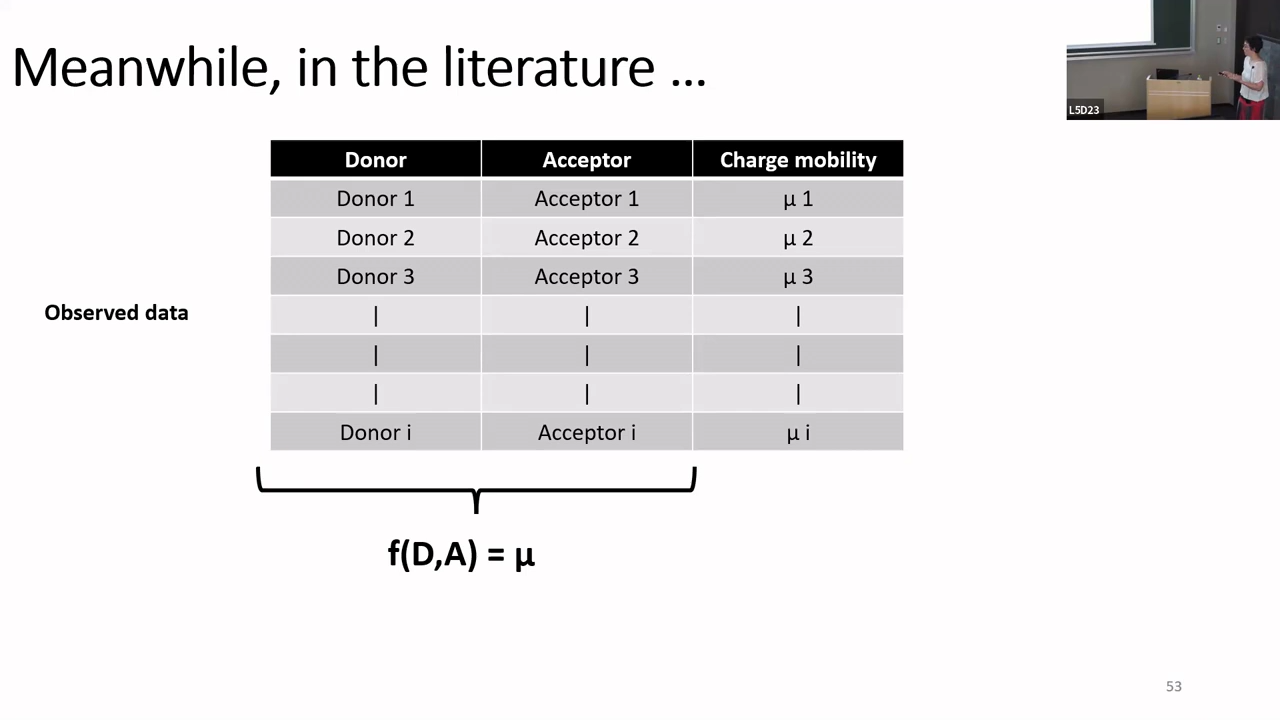 Meanwhile, in the literature ...
L5D23
Donor Acceptor Charge mobility
Donor 1 Acceptor 1 μ 1
Donor 2 Acceptor 2 μ 2
Donor 3 Acceptor 3 μ 3
Observed data
| | |
| | |
| | |
Donor i Acceptor i μ i
f(D,A) = μ
53